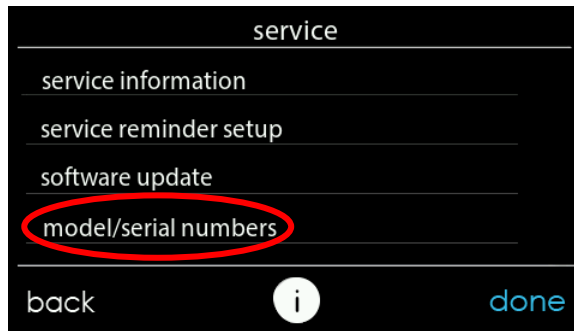 service
service information
service reminder setup
software update
model/serial numbers
back i done